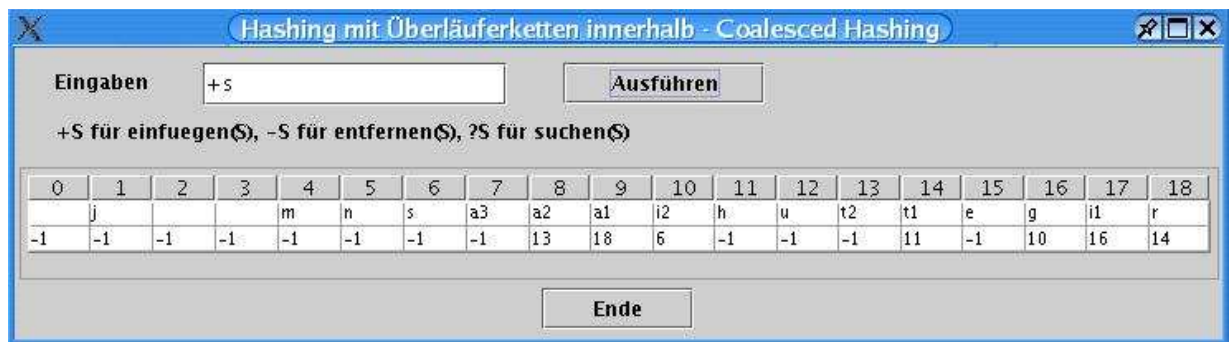 Hashing mit Überläuferketten innerhalb - Coalesced Hashing
Eingaben +s Ausführen
+S für einfuegen(S), -S für entfernen(S), ?S für suchen(S)
0 1 2 3 4 5 6 7 8 9 10 11 12 13 14 15 16 17 18
j m n s a3 a2 a1 i2 h u t2 t1 e g i1 r
-1 -1 -1 -1 -1 -1 -1 -1 13 18 6 -1 -1 -1 11 -1 10 16 14
Ende